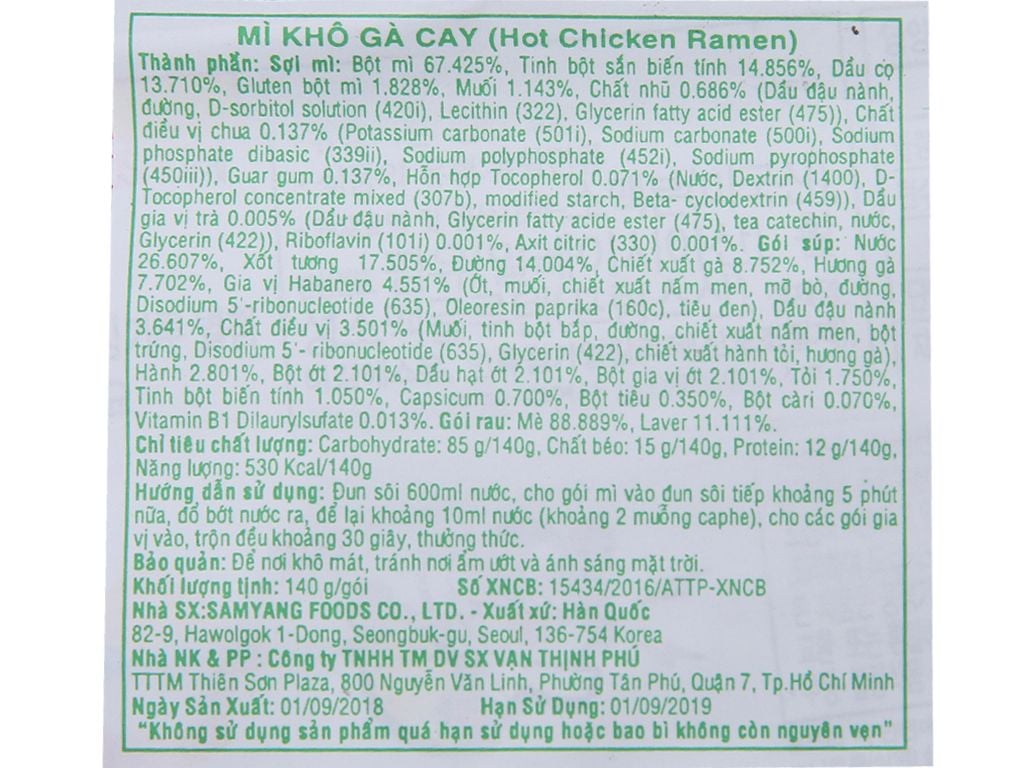 MÌ KHÔ GÀ CAY (Hot Chicken Ramen)
Thành phần: Sợi mì: Bột mì 67.425%, Tinh bột sắn biến tính 14.856%, Dầu cọ
13.710%, Gluten bột mì 1.828%, Muối 1.143%, Chất nhũ 0.686% (Dầu đậu nành,
đường, D-sorbitol solution (420i), Lecithin (322), Glycerin fatty acid ester (475)), Chất
điều vị chua 0.137% (Potassium carbonate (501i), Sodium carbonate (500i), Sodium
phosphate dibasic (339ii), Sodium polyphosphate (452i), Sodium pyrophosphate
(450iii)), Guar gum 0.137%, Hỗn hợp Tocopherol 0.071% (Nước, Dextrin (1400), D-
Tocopherol concentrate mixed (307b), modified starch, Beta- cyclodextrin (459)), Dầu
gia vị trà 0.005% (Dầu đậu nành, Glycerin fatty acide ester (475), tea catechin, nước,
Glycerin (422)), Riboflavin (101i) 0.001%, Axit citric (330) 0.001%. Gói súp: Nước
26.607%, Xốt tương 17.505%, Đường 14.004%, Chiết xuất gà 8.752%, Hương gà
7.702%, Gia vị Habanero 4.551% (Ớt, muối, chiết xuất nấm men, mỡ bò, đường,
Disodium 5'-ribonucleotide (635), Oleoresin paprika (160c), tiêu đen), Dầu đậu nành
3.641%, Chất điều vị 3.501% (Muối, tinh bột bắp, đường, chiết xuất nấm men, bột
trứng, Disodium 5'- ribonucleotide (635), Glycerin (422), chiết xuất hành tỏi, hương gà),
Hành 2.801%, Bột ớt 2.101%, Dầu hạt ớt 2.101%, Bột gia vị ớt 2.101%, Tỏi 1.750%,
Tinh bột biến tính 1.050%, Capsicum 0.700%, Bột tiêu 0.350%, Bột càri 0.070%,
Vitamin B1 Dilaurylsufate 0.013%. Gói rau: Mè 88.889%, Laver 11.111%.
Chỉ tiêu chất lượng: Carbohydrate: 85 g/140g, Chất béo: 15 g/140g, Protein: 12 g/140g,
Năng lượng: 530 Kcal/140g
Hướng dẫn sử dụng: Đun sôi 600ml nước, cho gói mì vào đun sôi tiếp khoảng 5 phút
nữa, đổ bớt nước ra, để lại khoảng 10ml nước (khoảng 2 muỗng caphe), cho các gói gia
vị vào, trộn đều khoảng 30 giây, thưởng thức.
Bảo quản: Để nơi khô mát, tránh nơi ẩm ướt và ánh sáng mặt trời.
Khối lượng tịnh: 140 g/gói Số XNCB: 15434/2016/ATTP-XNCB
Nhà SX:SAMYANG FOODS CO., LTD. - Xuất xứ: Hàn Quốc
82-9, Hawolgok 1-Dong, Seongbuk-gu, Seoul, 136-754 Korea
Nhà NK & PP : Công ty TNHH TM DV SX VẠN THỊNH PHÚ
TTTM Thiên Sơn Plaza, 800 Nguyễn Văn Linh, Phường Tân Phú, Quận 7, Tp.Hồ Chí Minh
Ngày Sản Xuất: 01/09/2018 Hạn Sử Dụng: 01/09/2019
"Không sử dụng sản phẩm quá hạn sử dụng hoặc bao bì không còn nguyên vẹn"